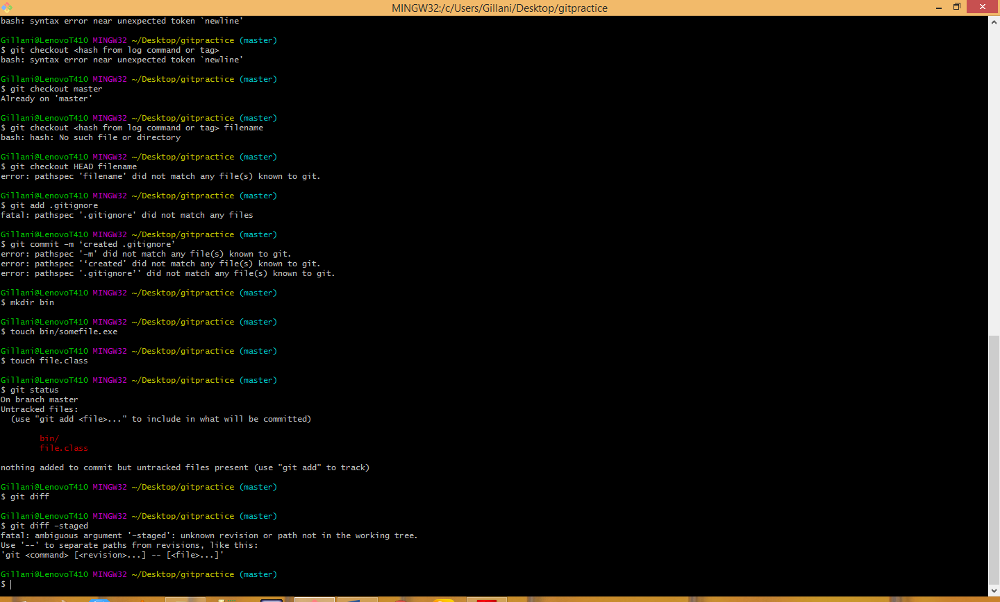 MINGW32:/c/Users/Gillani/Desktop/gitpractice
bash: syntax error near unexpected token `newline'
Gillani@LenovoT410 MINGW32 ~/Desktop/gitpractice (master)
$ git checkout <hash from log command or tag>
bash: syntax error near unexpected token `newline'
Gillani@LenovoT410 MINGW32 ~/Desktop/gitpractice (master)
$ git checkout master
Already on 'master'
Gillani@LenovoT410 MINGW32 ~/Desktop/gitpractice (master)
$ git checkout <hash from log command or tag> filename
bash: hash: No such file or directory
Gillani@LenovoT410 MINGW32 ~/Desktop/gitpractice (master)
$ git checkout HEAD filename
error: pathspec 'filename' did not match any file(s) known to git.
Gillani@LenovoT410 MINGW32 ~/Desktop/gitpractice (master)
$ git add .gitignore
fatal: pathspec '.gitignore' did not match any files
Gillani@LenovoT410 MINGW32 ~/Desktop/gitpractice (master)
$ git commit –m ‘created .gitignore’
error: pathspec '–m' did not match any file(s) known to git.
error: pathspec '‘created' did not match any file(s) known to git.
error: pathspec '.gitignore’' did not match any file(s) known to git.
Gillani@LenovoT410 MINGW32 ~/Desktop/gitpractice (master)
$ mkdir bin
Gillani@LenovoT410 MINGW32 ~/Desktop/gitpractice (master)
$ touch bin/somefile.exe
Gillani@LenovoT410 MINGW32 ~/Desktop/gitpractice (master)
$ touch file.class
Gillani@LenovoT410 MINGW32 ~/Desktop/gitpractice (master)
$ git status
On branch master
Untracked files:
(use "git add <file>..." to include in what will be committed)
bin/
file.class
nothing added to commit but untracked files present (use "git add" to track)
Gillani@LenovoT410 MINGW32 ~/Desktop/gitpractice (master)
$ git diff
Gillani@LenovoT410 MINGW32 ~/Desktop/gitpractice (master)
$ git diff –staged
fatal: ambiguous argument '–staged': unknown revision or path not in the working tree.
Use '--' to separate paths from revisions, like this:
'git <command> [<revision>...] -- [<file>...]'
Gillani@LenovoT410 MINGW32 ~/Desktop/gitpractice (master)
$